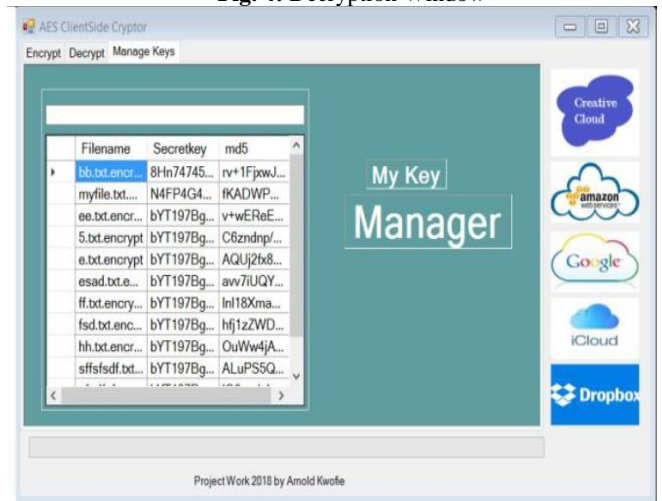 AES ClientSide Cryptor
Encrypt Decrypt Manage Keys
Filename Secretkey md5
bb.txt.encr... 8Hn74745... rv+1FjxwJ...
myfile.txt.... N4FP4G4... fKADWP...
ee.txt.encr... bYT197Bg... v+wEReE...
5.txt.encrypt bYT197Bg... C6zndnp/...
e.txt.encrypt bYT197Bg... AQUj2fx8...
esad.txt.e... bYT197Bg... avv7iUQY...
ff.txt.encry... bYT197Bg... InI18Xma...
fsd.txt.enc... bYT197Bg... hfj1zZWD...
hh.txt.encr... bYT197Bg... OuWw4jA...
sffsfsdf.txt... bYT197Bg... ALuPS5Q...
My Key
Manager
Creative
Cloud
amazon
webservices
Google
iCloud
Dropbox
Project Work 2018 by Arnold Kwofie